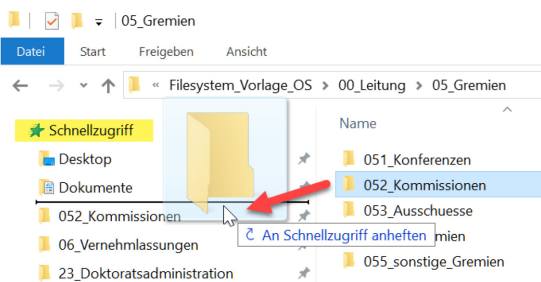 05_Gremien
Datei Start Freigeben Ansicht
« Filesystem_Vorlage_OS > 00_Leitung > 05_Gremien
Schnellzugriff
Desktop
Dokumente
052_Kommissionen
06_Vernehmlassungen
23_Doktoratsadministration
An Schnellzugriff anheften
Name
051_Konferenzen
052_Kommissionen
053_Ausschuesse
mien
055_sonstige_Gremien